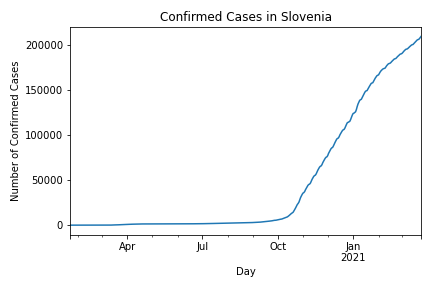 Confirmed Cases in Slovenia
200000
150000
100000
50000
0
Number of Confirmed Cases
Apr
Jul
Oct
Jan
2021
Day